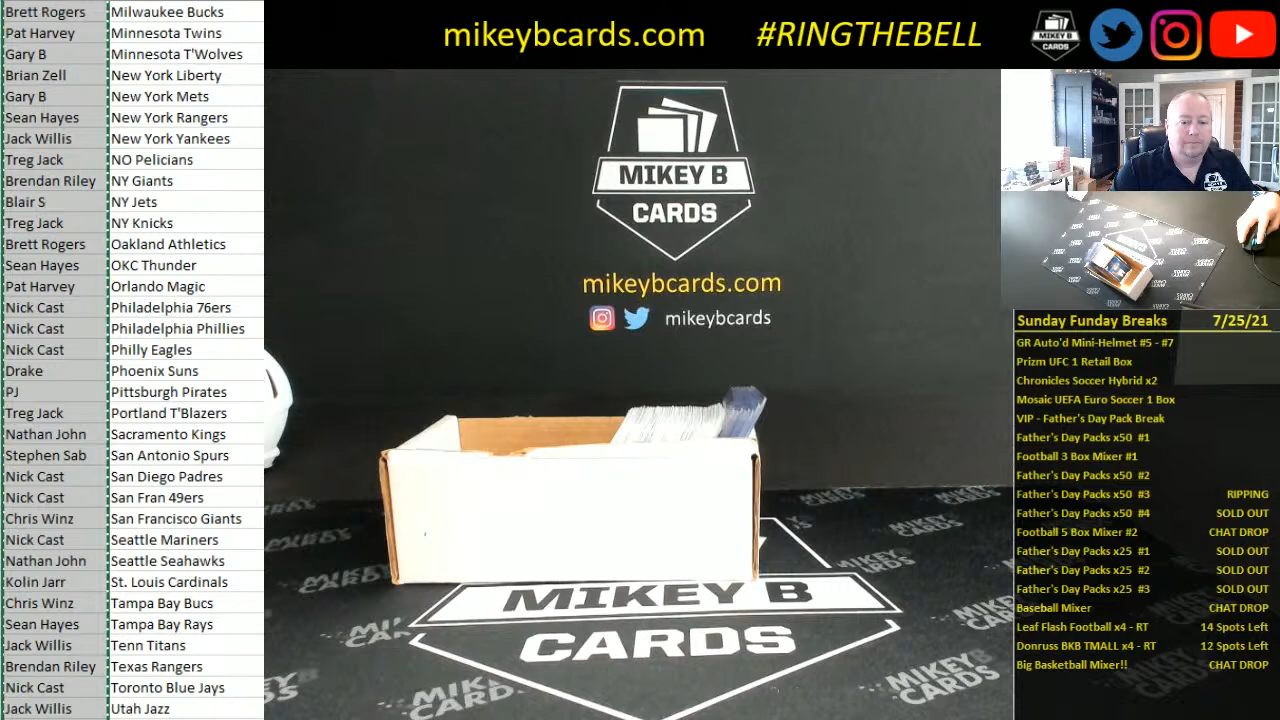 Brett Rogers Milwaukee Bucks
Pat Harvey Minnesota Twins
Gary B Minnesota T'Wolves
Brian Zell New York Liberty
Gary B New York Mets
Sean Hayes New York Rangers
Jack Willis New York Yankees
Treg Jack NO Pelicians
Brendan Riley NY Giants
Blair S NY Jets
Treg Jack NY Knicks
Brett Rogers Oakland Athletics
Sean Hayes OKC Thunder
Pat Harvey Orlando Magic
Nick Cast Philadelphia 76ers
Nick Cast Philadelphia Phillies
Nick Cast Philly Eagles
Drake Phoenix Suns
PJ Pittsburgh Pirates
Treg Jack Portland T'Blazers
Nathan John Sacramento Kings
Stephen Sab San Antonio Spurs
Nick Cast San Diego Padres
Nick Cast San Fran 49ers
Chris Winz San Francisco Giants
Nick Cast Seattle Mariners
Nathan John Seattle Seahawks
Kolin Jarr St. Louis Cardinals
Chris Winz Tampa Bay Bucs
Sean Hayes Tampa Bay Rays
Jack Willis Tenn Titans
Brendan Riley Texas Rangers
Nick Cast Toronto Blue Jays
Jack Willis Utah Jazz
mikeybcards.com #RINGTHEBELL
MIKEY B
CARDS
MIKEY B
CARDS
mikeybcards.com
mikeybcards
MIKEY B
CARDS
Sunday Funday Breaks 7/25/21
GR Auto'd Mini-Helmet #5 - #7
Prizm UFC 1 Retail Box
Chronicles Soccer Hybrid x2
Mosaic UEFA Euro Soccer 1 Box
VIP - Father's Day Pack Break
Father's Day Packs x50 #1
Football 3 Box Mixer #1
Father's Day Packs x50 #2
Father's Day Packs x50 #3 RIPPING
Father's Day Packs x50 #4 SOLD OUT
Football 5 Box Mixer #2 CHAT DROP
Father's Day Packs x25 #1 SOLD OUT
Father's Day Packs x25 #2 SOLD OUT
Father's Day Packs x25 #3 SOLD OUT
Baseball Mixer CHAT DROP
Leaf Flash Football x4 - RT 14 Spots Left
Donruss BKB TMALL x4 - RT 12 Spots Left
Big Basketball Mixer!! CHAT DROP